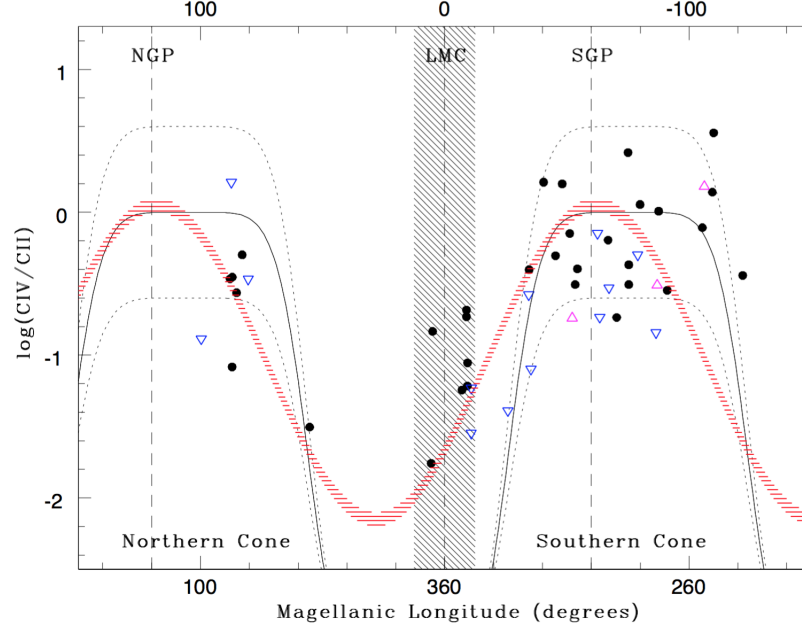 100 0 -100
NGP LMC SGP
1
0
-1
-2
log(CIV/CII)
Northern Cone Southern Cone
100 360 260
Magellanic Longitude (degrees)